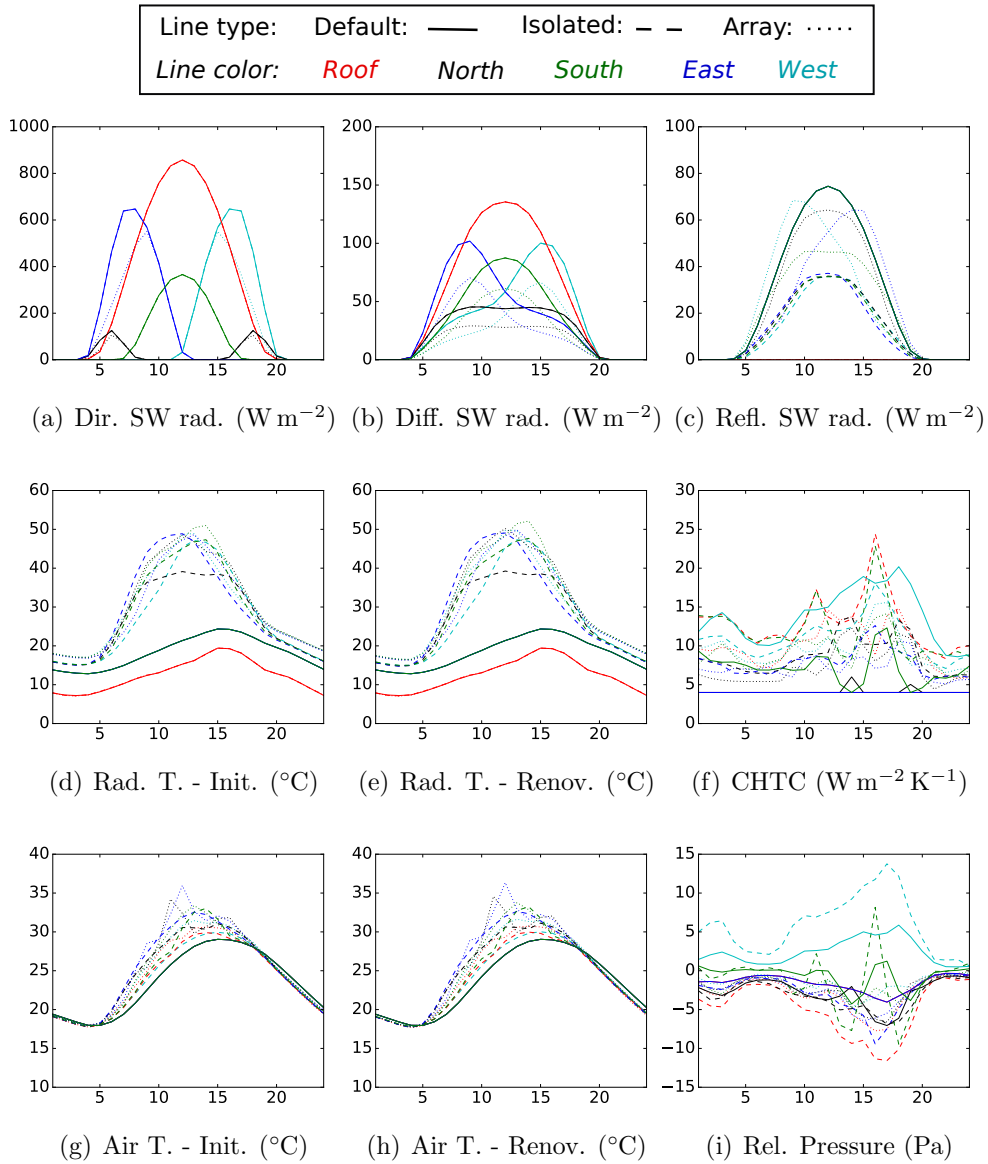 Line type: Default: Isolated: Array:
Line color: Roof North South East West
1000 800 600 400 200 0
5 10 15 20
200 150 100 50 0
5 10 15 20
100 80 60 40 20 0
5 10 15 20
(a) Dir. SW rad. (W m−2) (b) Diff. SW rad. (W m−2) (c) Refl. SW rad. (W m−2)
60 50 40 30 20 10 0
5 10 15 20
60 50 40 30 20 10 0
5 10 15 20
30 25 20 15 10 5 0
5 10 15 20
(d) Rad. T. - Init. (°C) (e) Rad. T. - Renov. (°C) (f) CHTC (W m−2 K−1)
40 35 30 25 20 15 10
5 10 15 20
40 35 30 25 20 15 10
5 10 15 20
15 10 5 0 −5 −10 −15
5 10 15 20
(g) Air T. - Init. (°C) (h) Air T. - Renov. (°C) (i) Rel. Pressure (Pa)